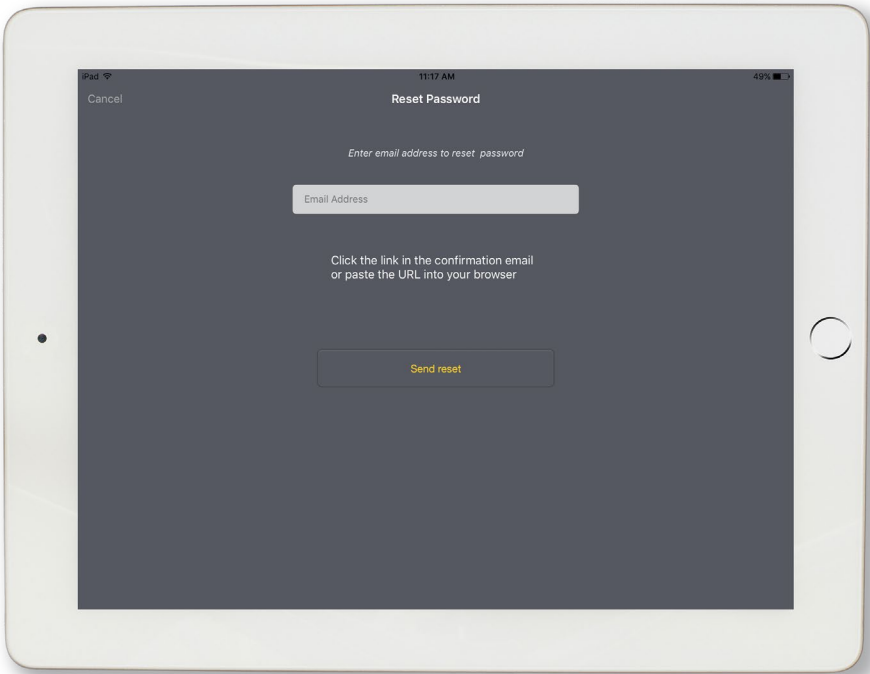 iPad
11:17 AM
49%
Cancel
Reset Password
Enter email address to reset password
Email Address
Click the link in the confirmation email
or paste the URL into your browser
Send reset